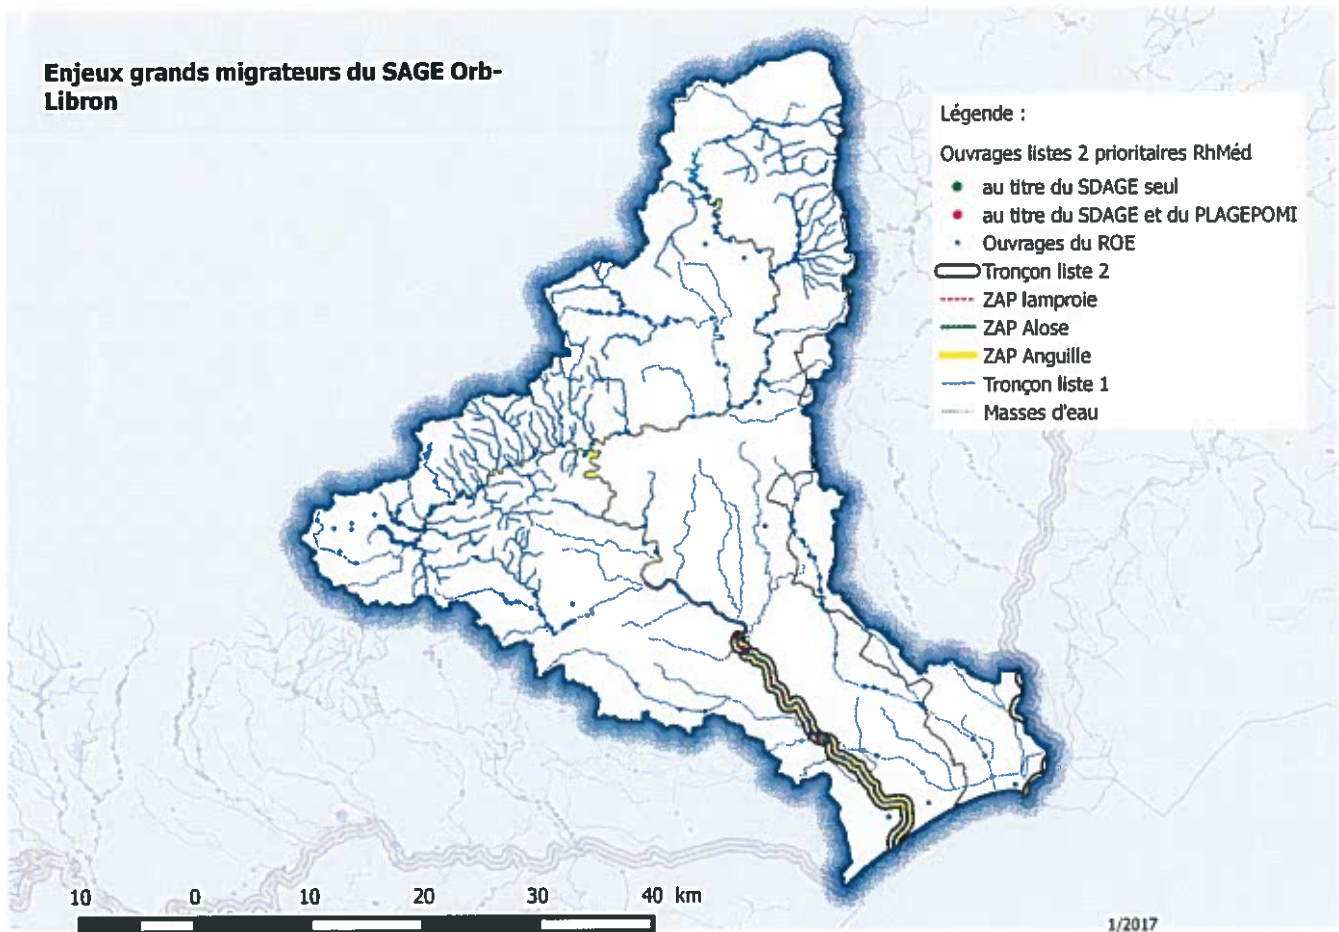 Enjeux grands migrateurs du SAGE Orb-
Libron
Légende :
Ouvrages listes 2 prioritaires RhMéd
au titre du SDAGE seul
au titre du SDAGE et du PLAGEPOMI
Ouvrages du ROE
Tronçon liste 2
ZAP lamproie
ZAP Alose
ZAP Anguille
Tronçon liste 1
Masses d'eau
10 0 10 20 30 40 km
1/2017